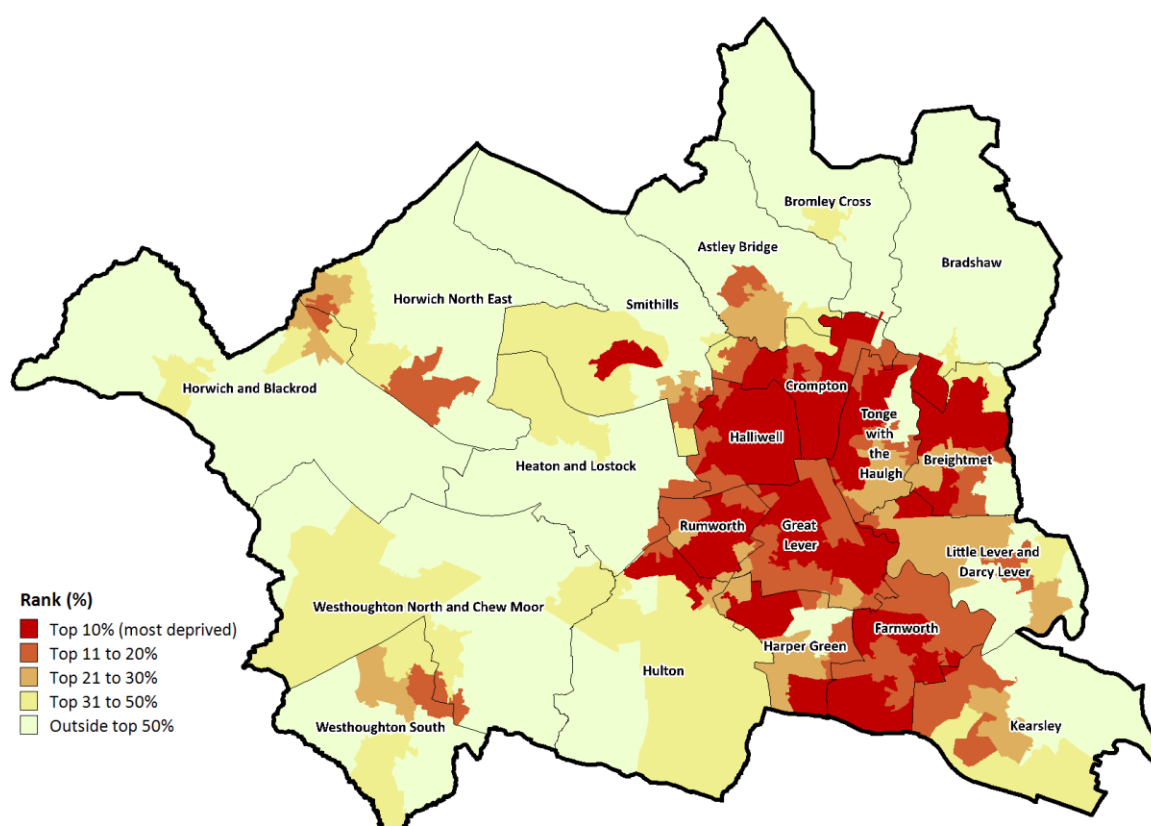 Bromley Cross
Astley Bridge
Bradshaw
Horwich North East
Smithills
Horwich and Blackrod
Crompton
Halliwell
Tonge
with
the
Haulgh
Breightmet
Heaton and Lostock
Rumworth
Great
Lever
Little Lever and
Darcy Lever
Westhoughton North and Chew Moor
Farnworth
Harper Green
Hulton
Westhoughton South
Kearsley
Rank (%)
Top 10% (most deprived)
Top 11 to 20%
Top 21 to 30%
Top 31 to 50%
Outside top 50%